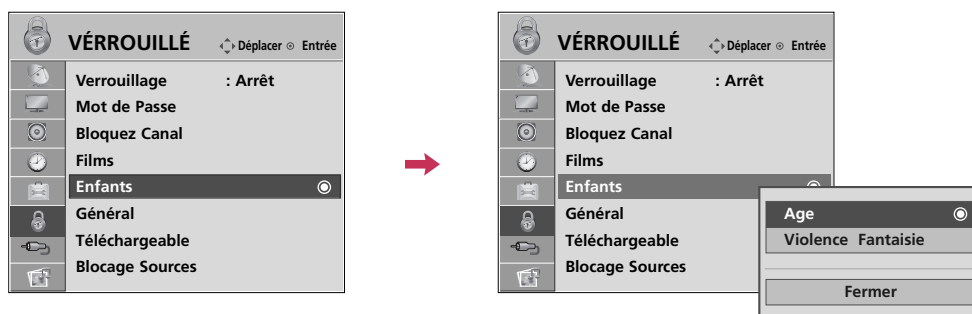 VÉRROUILLÉ Déplacer Entrée
Verrouillage : Arrêt
Mot de Passe
Bloquez Canal
Films
Enfants
Général
Téléchargeable
Blocage Sources
VÉRROUILLÉ Déplacer Entrée
Verrouillage : Arrêt
Mot de Passe
Bloquez Canal
Films
Enfants
Général
Téléchargeable
Blocage Sources
Age
Violence Fantaisie
Fermer